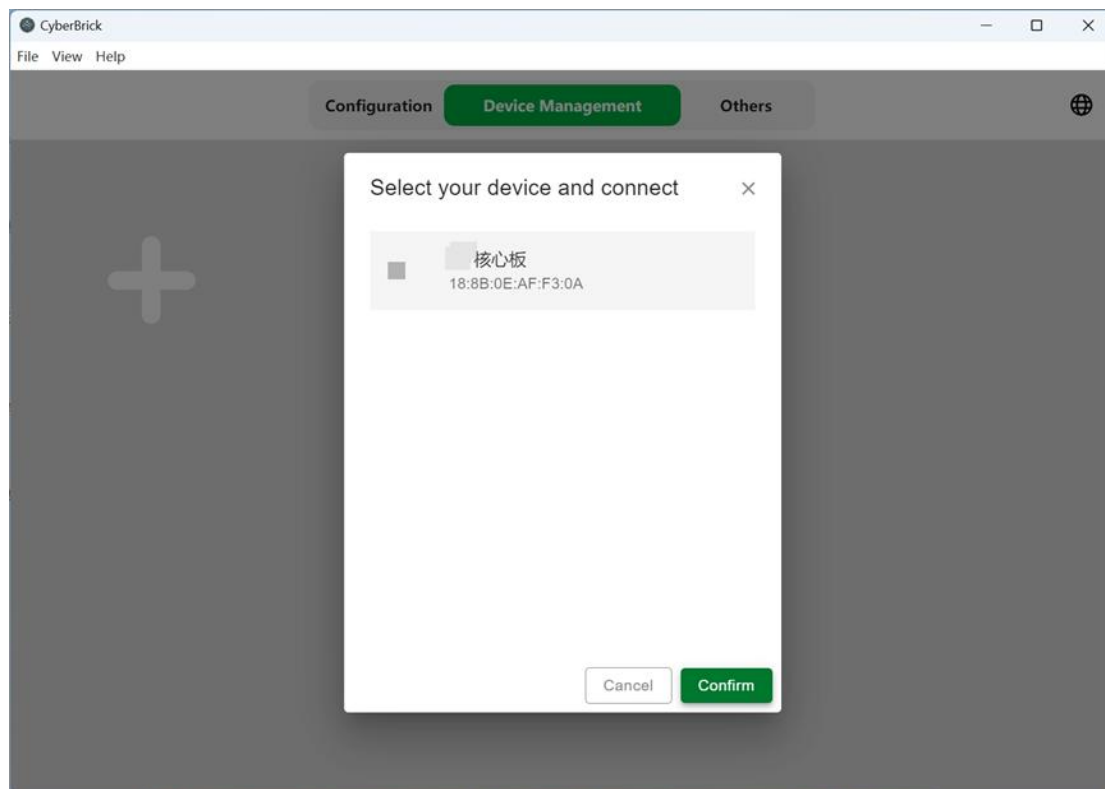 CyberBrick
File View Help
Configuration Device Management Others
Select your device and connect
核心板
18:8B:0E:AF:F3:0A
Cancel Confirm